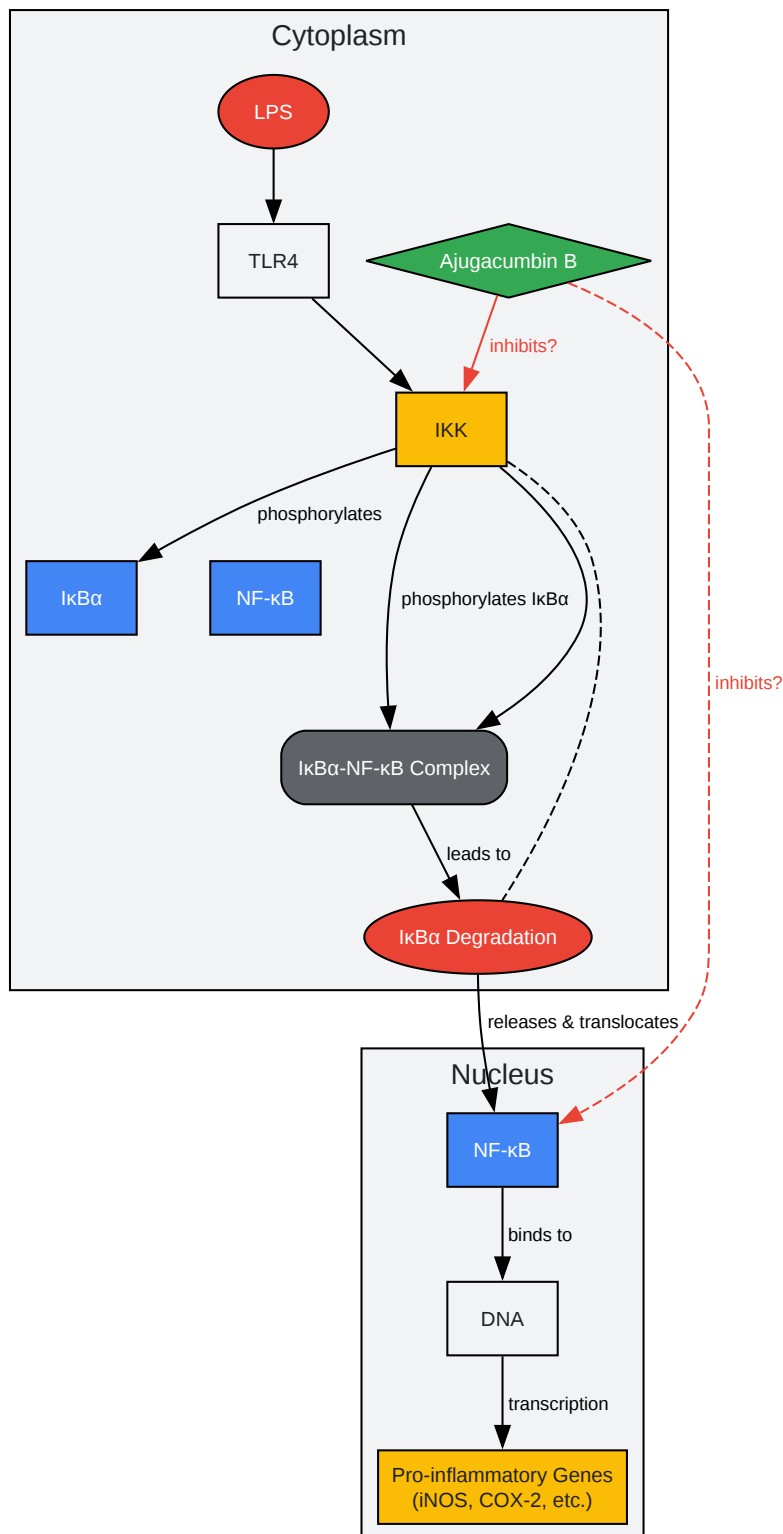 Cytoplasm
LPS
TLR4
Ajugacumbin B
inhibits?
IKK
phosphorylates
IκBα
NF-κB
phosphorylates IκBα
inhibits?
IκBα-NF-κB Complex
leads to
IκBα Degradation
releases & translocates
Nucleus
NF-κB
binds to
DNA
transcription
Pro-inflammatory Genes
(iNOS, COX-2, etc.)